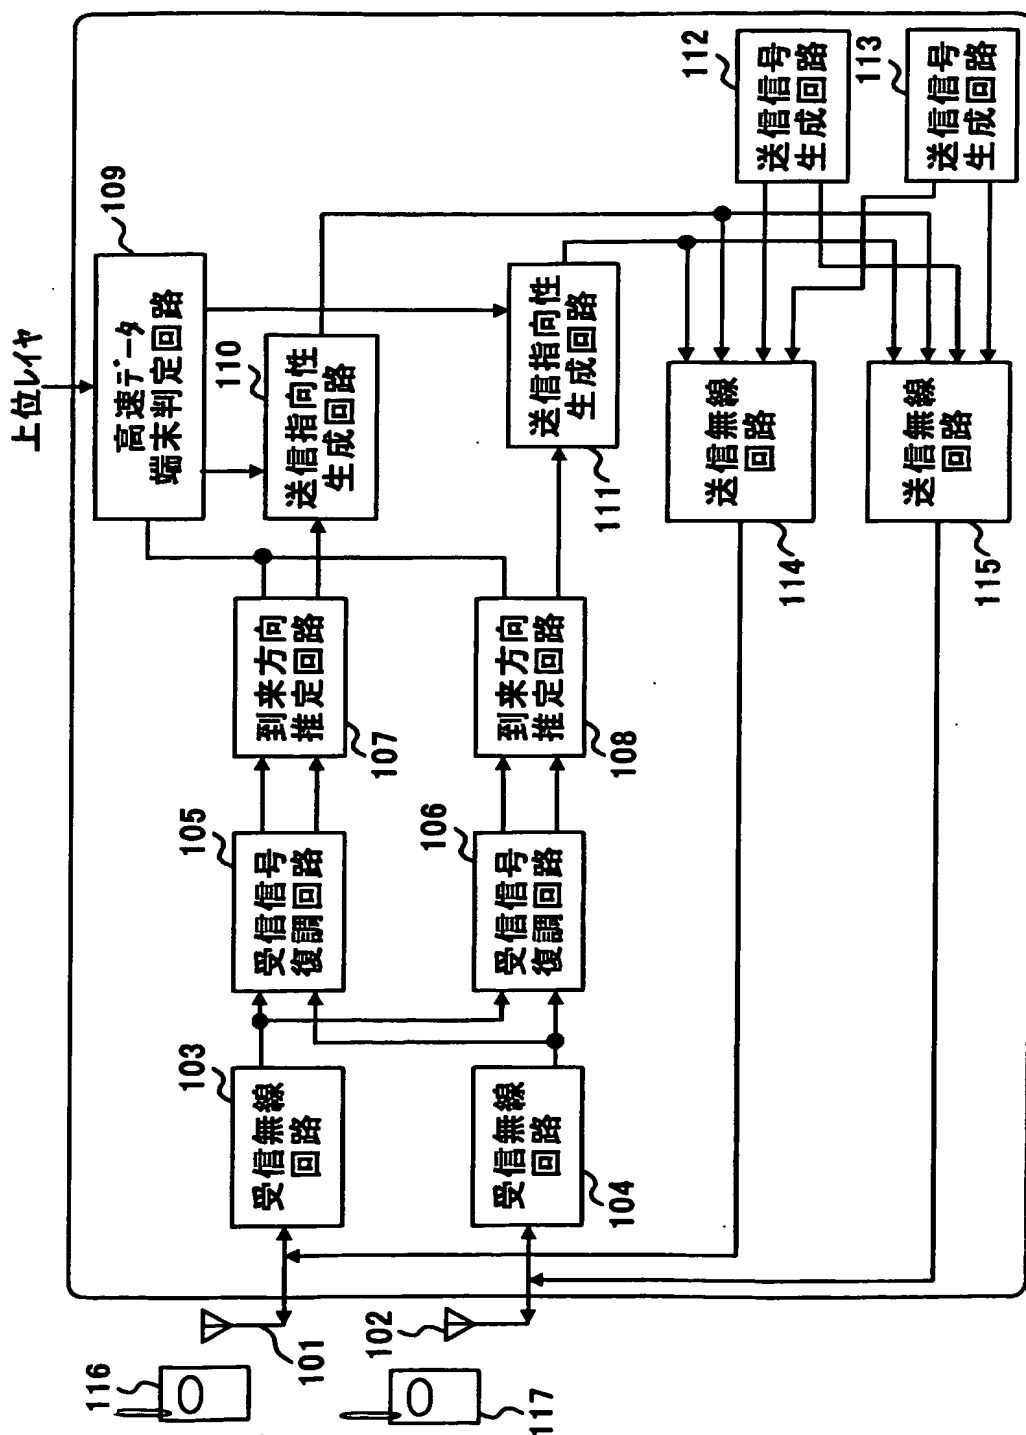 上位レイヤ
109
高速データ
端末判定回路
110
送信指向性
生成回路
送信指向性
生成回路
111
112
送信信号
生成回路
113
送信信号
生成回路
105
受信信号
復調回路
107
到来方向
推定回路
106
受信信号
復調回路
108
到来方向
推定回路
103
受信無線
回路
受信無線
回路
104
送信無線
回路
114
送信無線
回路
115
101
102
116
117